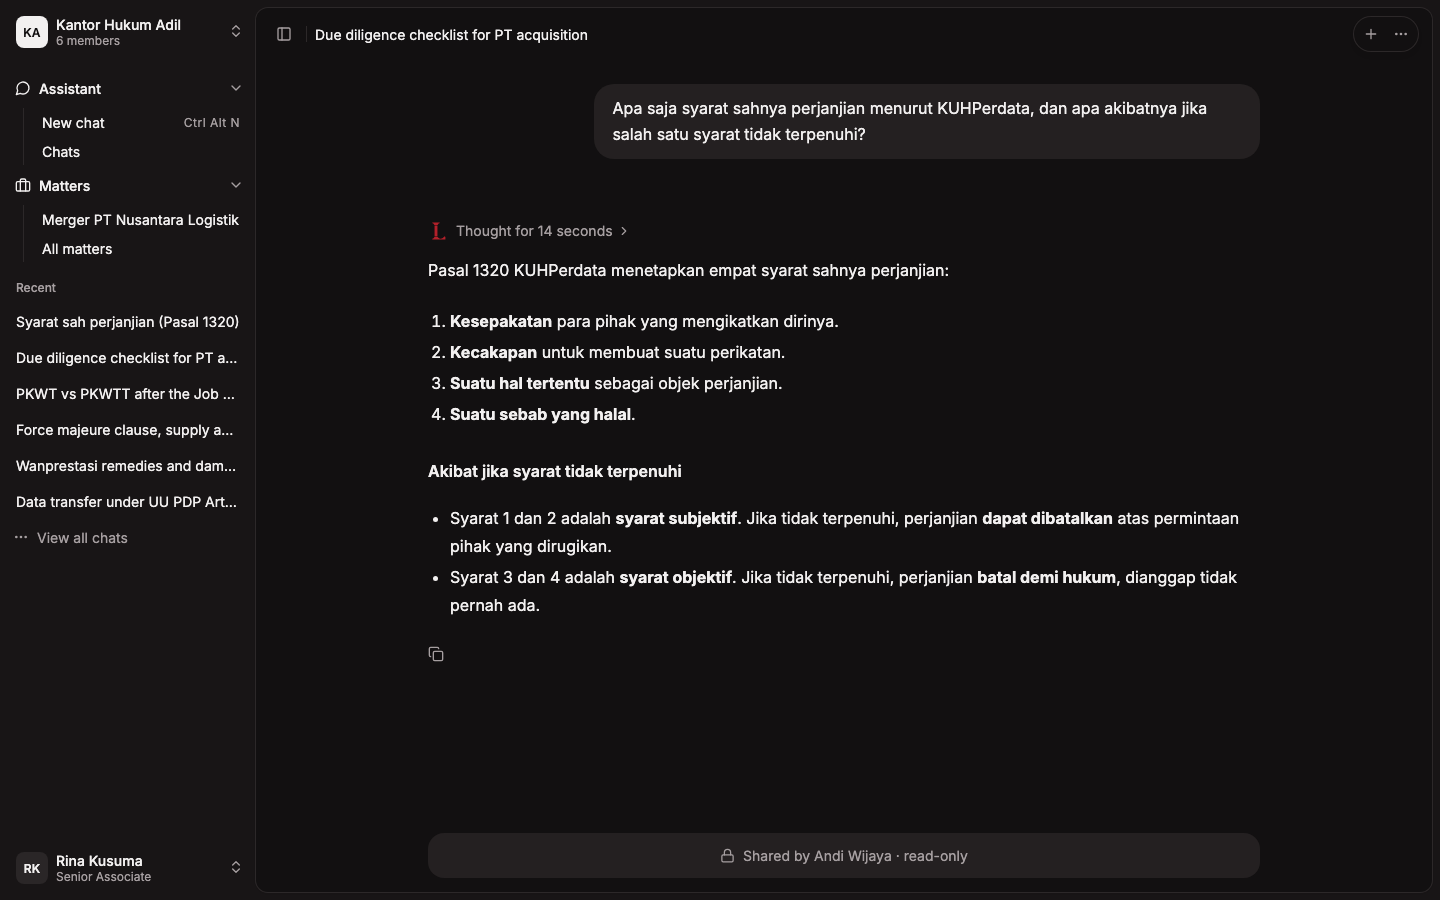 KA
Kantor Hukum Adil
6 members
Assistant
New chat Ctrl Alt N
Chats
Matters
Merger PT Nusantara Logistik
All matters
Recent
Syarat sah perjanjian (Pasal 1320)
Due diligence checklist for PT a...
PKWT vs PKWTT after the Job ...
Force majeure clause, supply a...
Wanprestasi remedies and dam...
Data transfer under UU PDP Art...
View all chats
RK
Rina Kusuma
Senior Associate
Due diligence checklist for PT acquisition
Apa saja syarat sahnya perjanjian menurut KUHPerdata, dan apa akibatnya jika
salah satu syarat tidak terpenuhi?
L Thought for 14 seconds
Pasal 1320 KUHPerdata menetapkan empat syarat sahnya perjanjian:
1. Kesepakatan para pihak yang mengikatkan dirinya.
2. Kecakapan untuk membuat suatu perikatan.
3. Suatu hal tertentu sebagai objek perjanjian.
4. Suatu sebab yang halal.
Akibat jika syarat tidak terpenuhi
• Syarat 1 dan 2 adalah syarat subjektif. Jika tidak terpenuhi, perjanjian dapat dibatalkan atas permintaan
pihak yang dirugikan.
• Syarat 3 dan 4 adalah syarat objektif. Jika tidak terpenuhi, perjanjian batal demi hukum, dianggap tidak
pernah ada.
Shared by Andi Wijaya · read-only